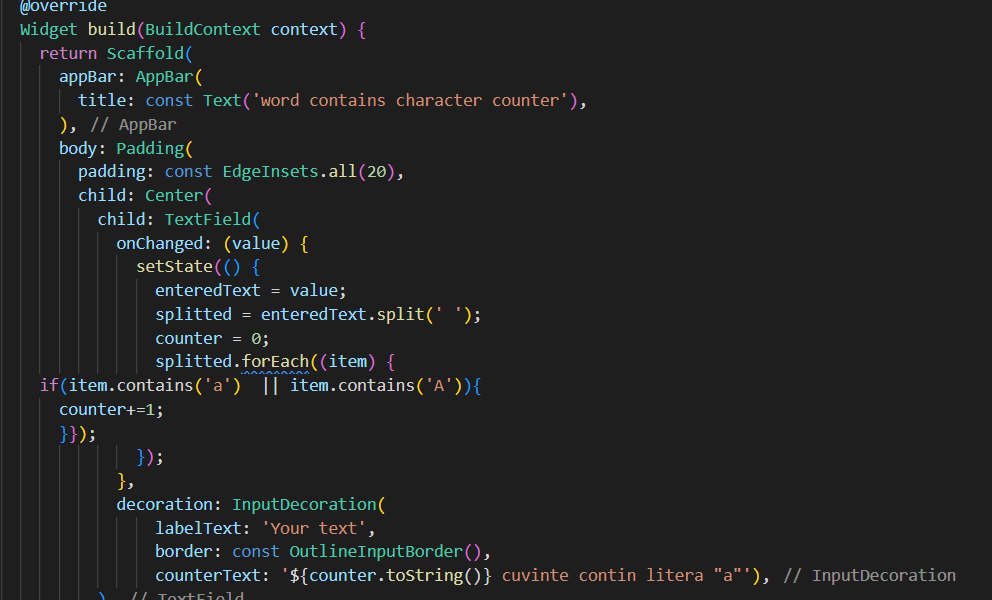 @override
Widget build(BuildContext context) {
return Scaffold(
appBar: AppBar(
title: const Text('word contains character counter'),
), // AppBar
body: Padding(
padding: const EdgeInsets.all(20),
child: Center(
child: TextField(
onChanged: (value) {
setState(() {
enteredText = value;
splitted = enteredText.split(' ');
counter = 0;
splitted.forEach((item) {
if(item.contains('a')  || item.contains('A')){
counter+=1;
}});
});
},
decoration: InputDecoration(
labelText: 'Your text',
border: const OutlineInputBorder(),
counterText: '${counter.toString()} cuvinte contin litera "a"'), // InputDecoration
), // TextField